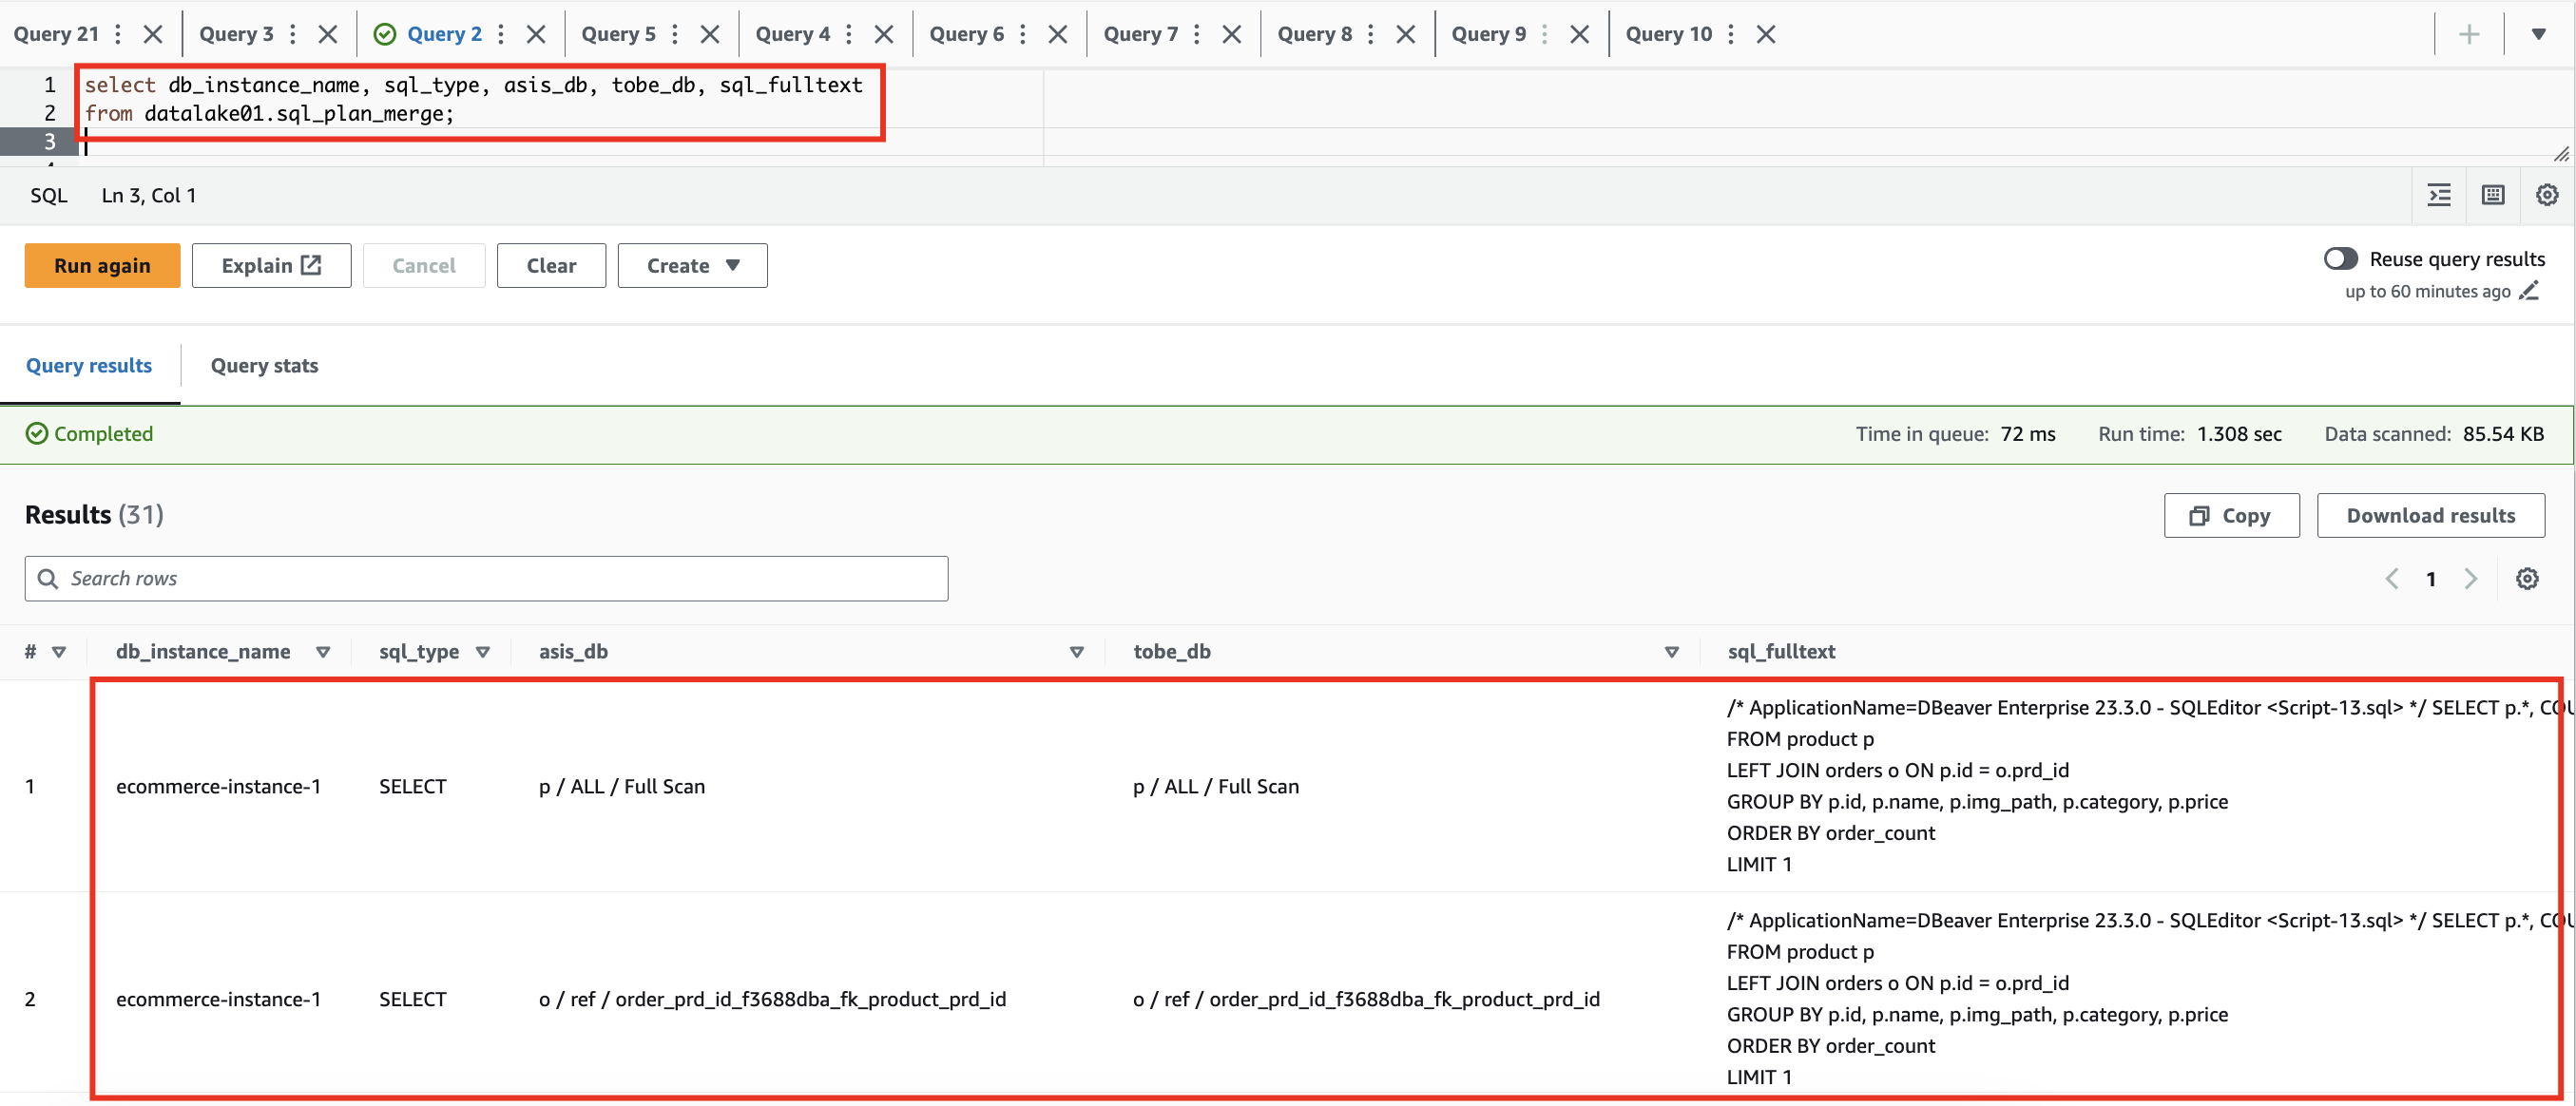 Query 21 Query 3 Query 2 Query 5 Query 4 Query 6 Query 7 Query 8 Query 9 Query 10
1 select db_instance_name, sql_type, asis_db, tobe_db, sql_fulltext
2 from datalake01.sql_plan_merge;
3
SQL Ln 3, Col 1
Run again Explain Cancel Clear Create
Reuse query results
up to 60 minutes ago
Query results Query stats
Completed Time in queue: 72 ms Run time: 1.308 sec Data scanned: 85.54 KB
Results (31) Copy Download results
Search rows 1
# db_instance_name sql_type asis_db tobe_db sql_fulltext
1 ecommerce-instance-1 SELECT p / ALL / Full Scan p / ALL / Full Scan
/* ApplicationName=DBeaver Enterprise 23.3.0 - SQLEditor <Script-13.sql> */ SELECT p.*,
FROM product p
LEFT JOIN orders o ON p.id = o.prd_id
GROUP BY p.id, p.name, p.img_path, p.category, p.price
ORDER BY order_count
LIMIT 1
2 ecommerce-instance-1 SELECT o / ref / order_prd_id_f3688dba_fk_product_prd_id o / ref / order_prd_id_f3688dba_fk_product_prd_id
/* ApplicationName=DBeaver Enterprise 23.3.0 - SQLEditor <Script-13.sql> */ SELECT p.*,
FROM product p
LEFT JOIN orders o ON p.id = o.prd_id
GROUP BY p.id, p.name, p.img_path, p.category, p.price
ORDER BY order_count
LIMIT 1